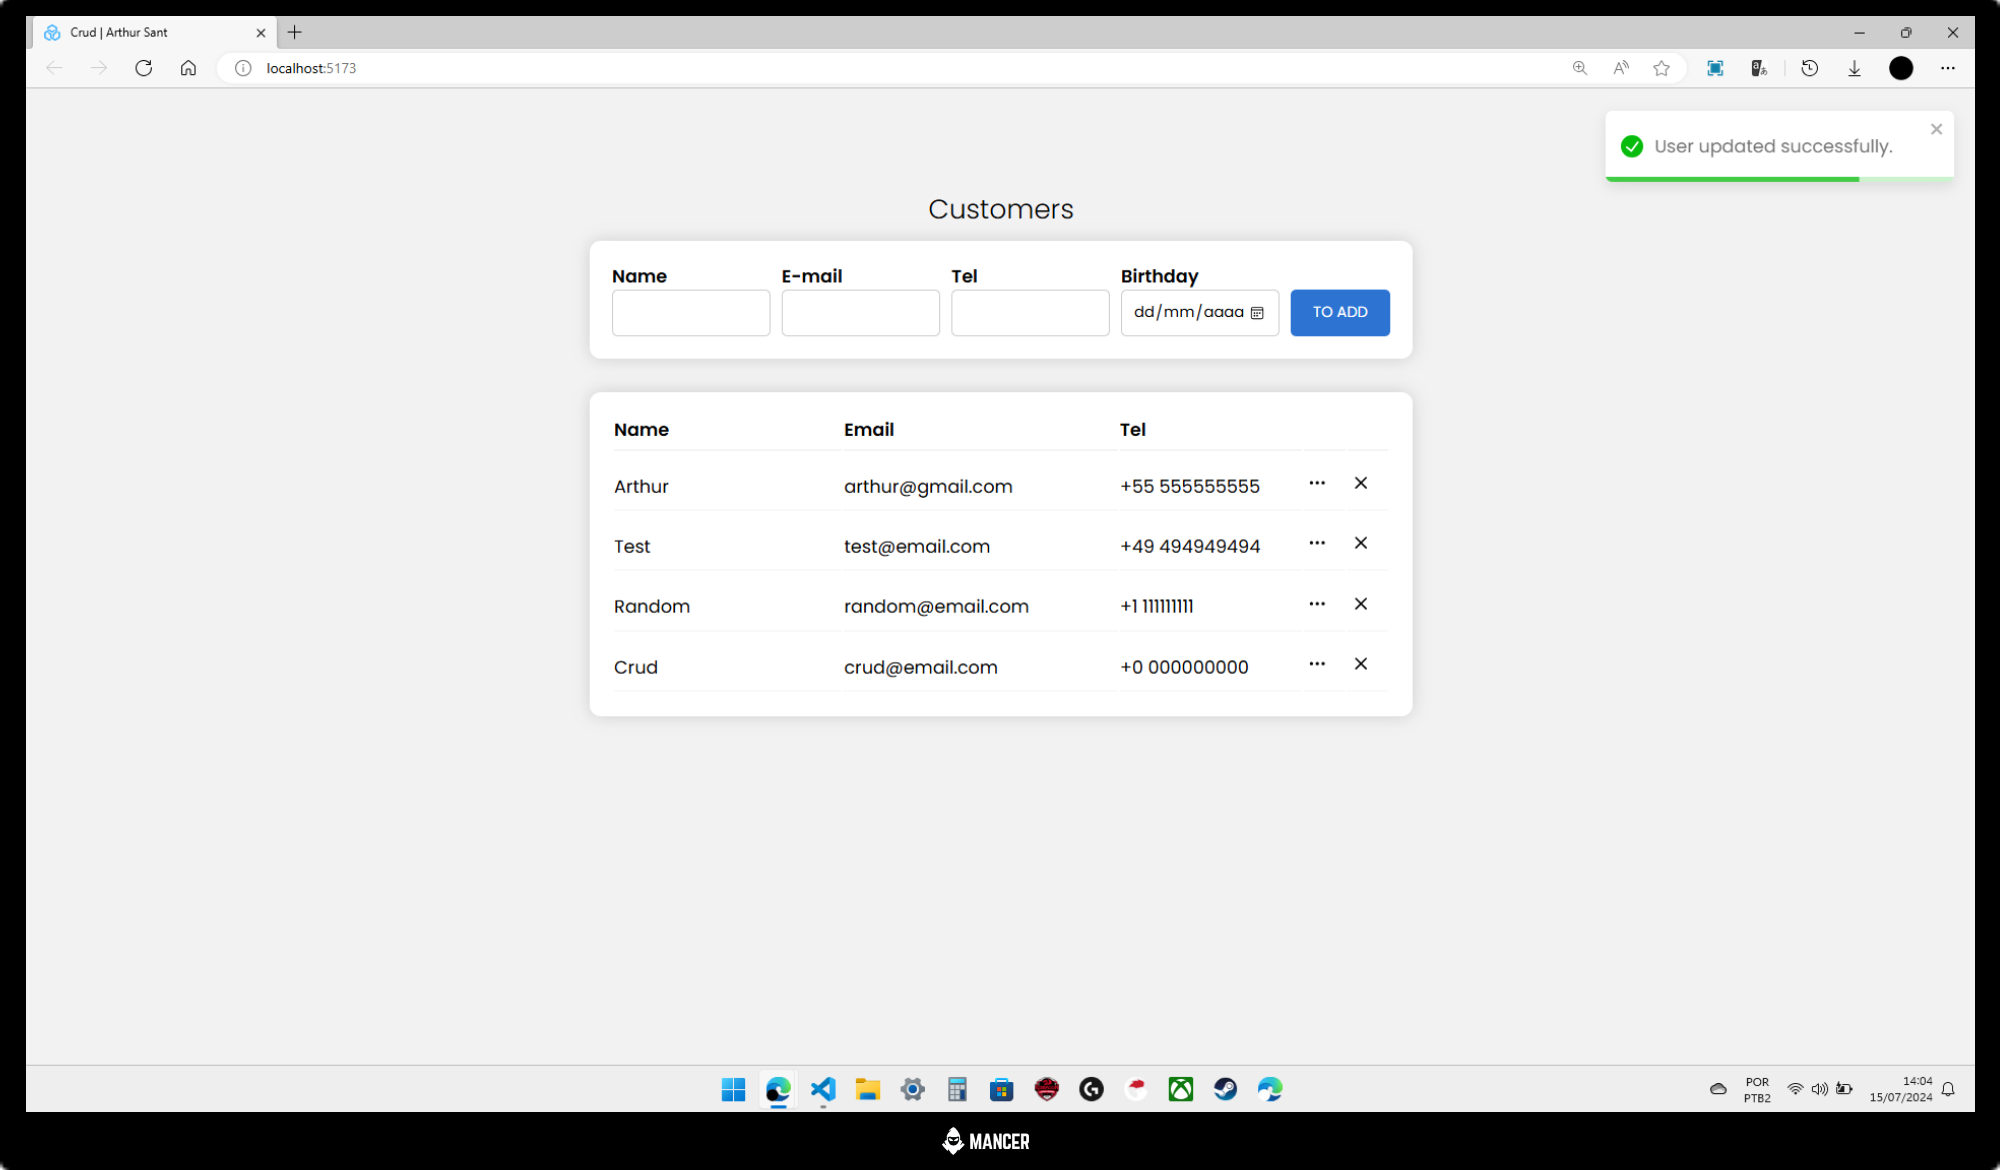 Crud | Arthur Sant
localhost:5173
User updated successfully.
Customers
Name E-mail Tel Birthday
dd/mm/aaaa TO ADD
Name Email Tel
Arthur arthur@gmail.com +55 555555555
Test test@email.com +49 494949494
Random random@email.com +1 111111111
Crud crud@email.com +0 000000000
POR 14:04
PTB2 15/07/2024
MANCER